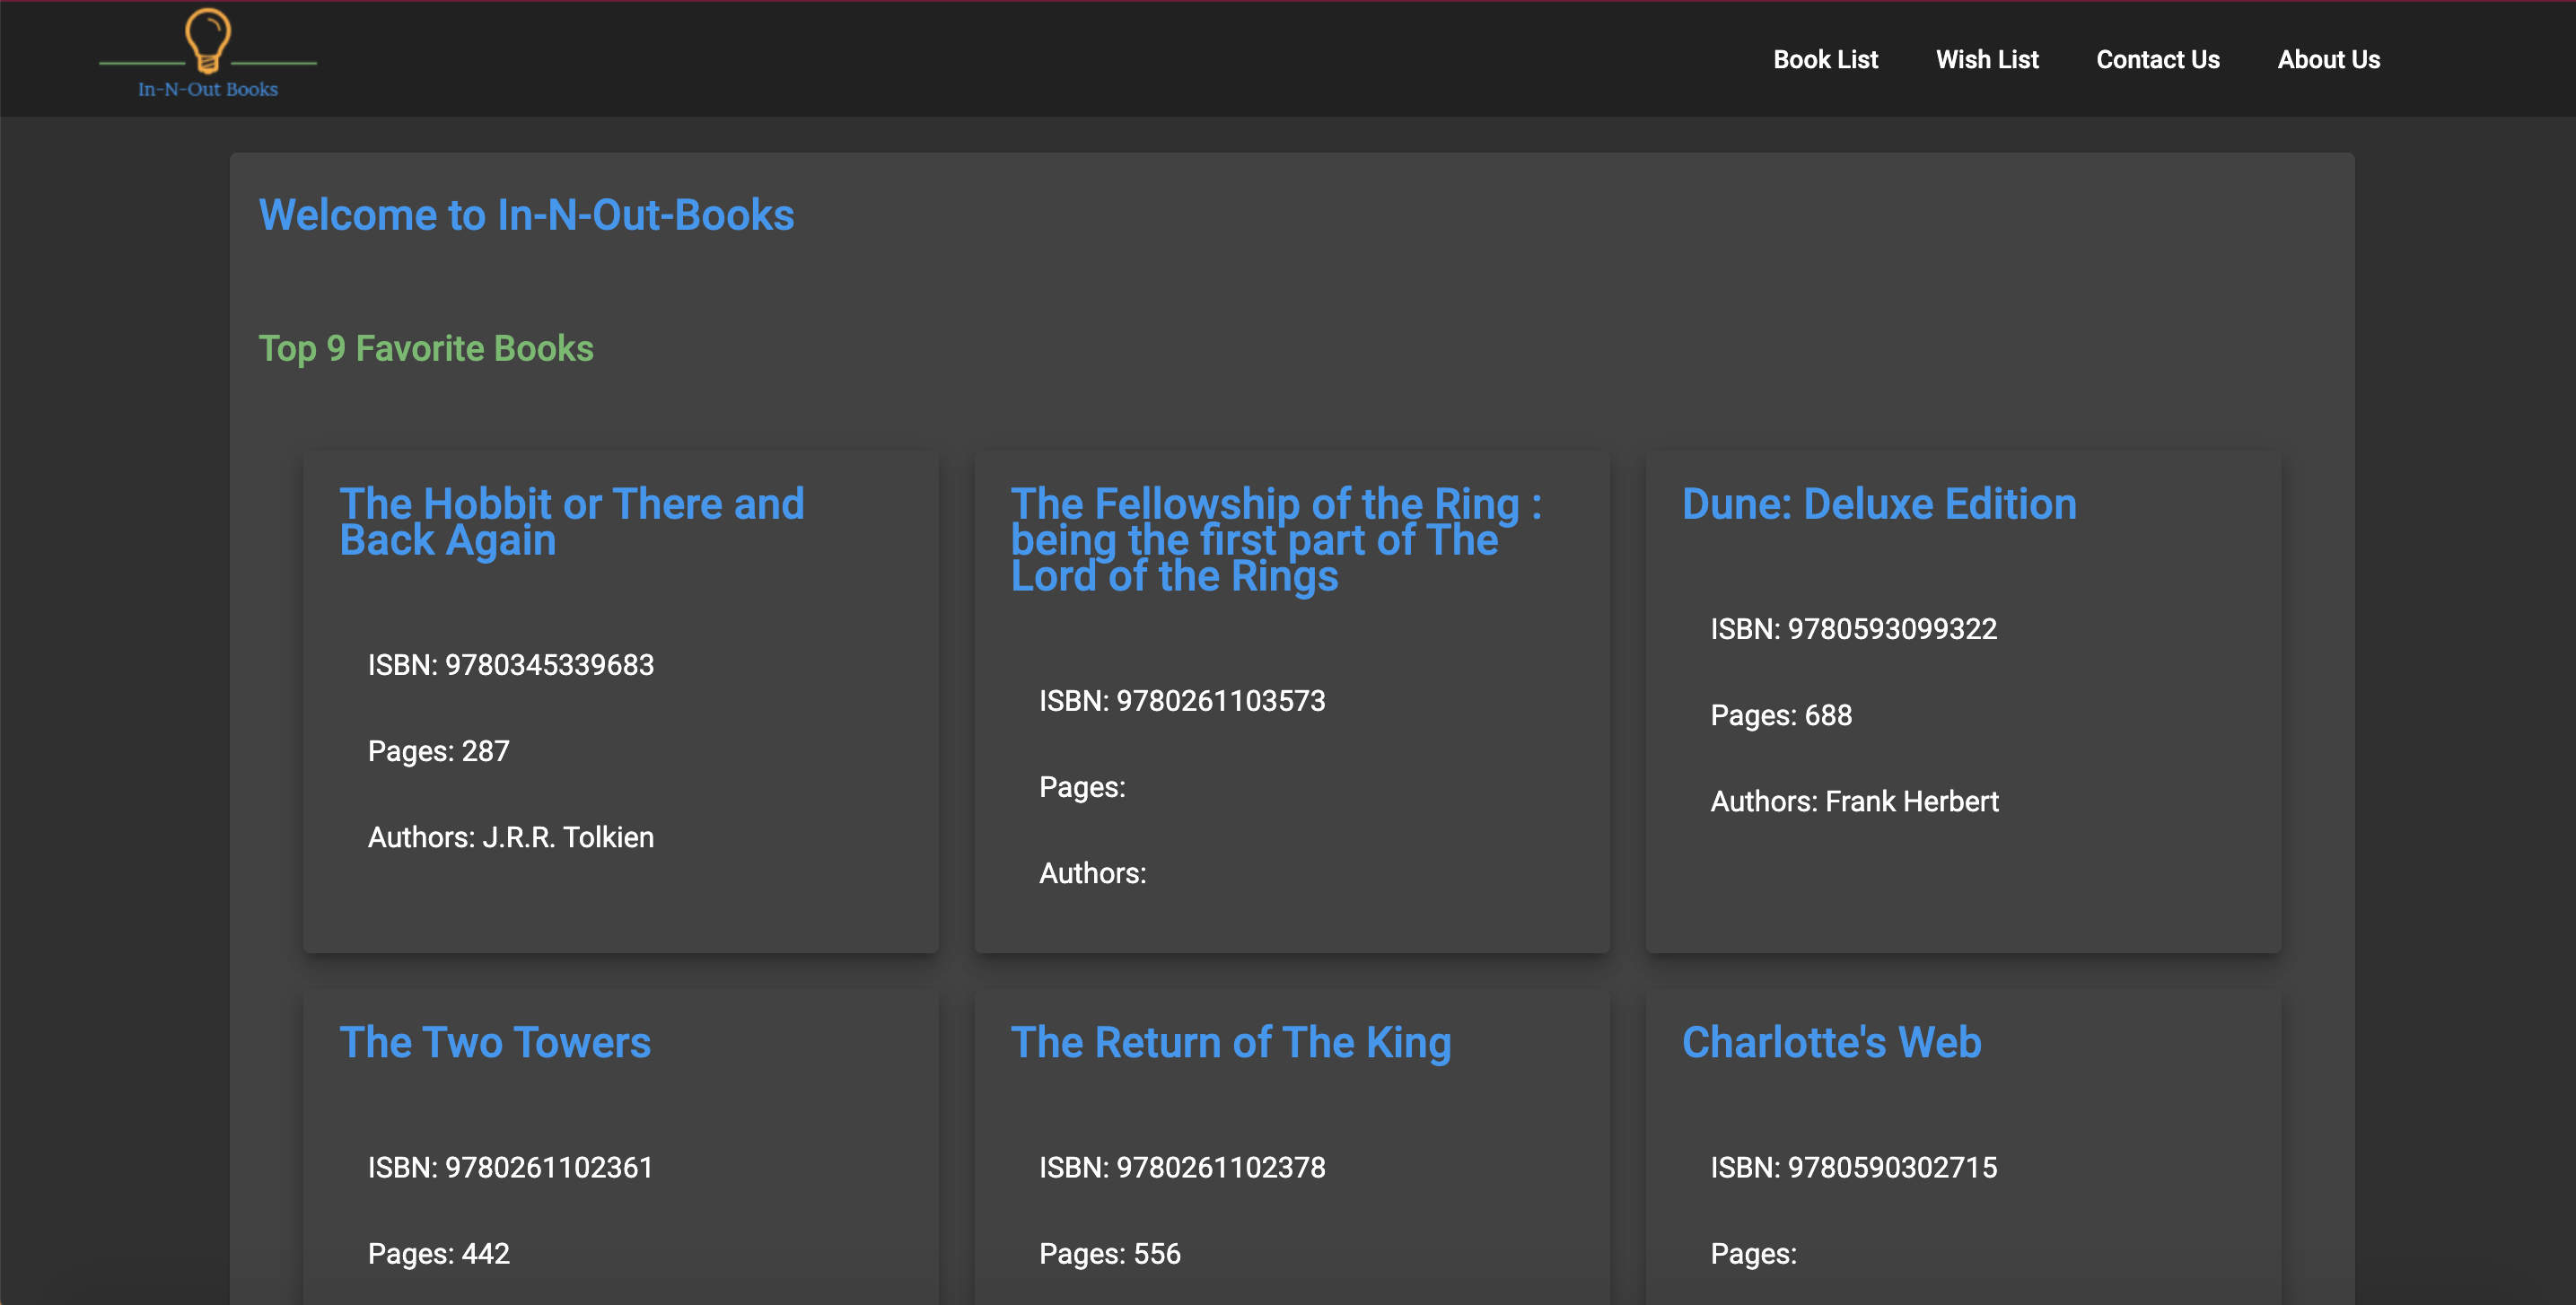 In-N-Out Books
Book List
Wish List
Contact Us
About Us
Welcome to In-N-Out-Books
Top 9 Favorite Books
The Hobbit or There and
Back Again
ISBN: 9780345339683
Pages: 287
Authors: J.R.R. Tolkien
The Fellowship of the Ring :
being the first part of The
Lord of the Rings
ISBN: 9780261103573
Pages:
Authors:
Dune: Deluxe Edition
ISBN: 9780593099322
Pages: 688
Authors: Frank Herbert
The Two Towers
ISBN: 9780261102361
Pages: 442
The Return of The King
ISBN: 9780261102378
Pages: 556
Charlotte's Web
ISBN: 9780590302715
Pages: